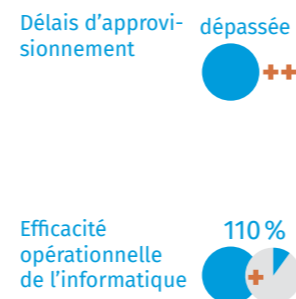 Délais d’approvi-
sionnement
dépassée
++
Efficacité
opérationnelle
de l’informatique
110 %
+